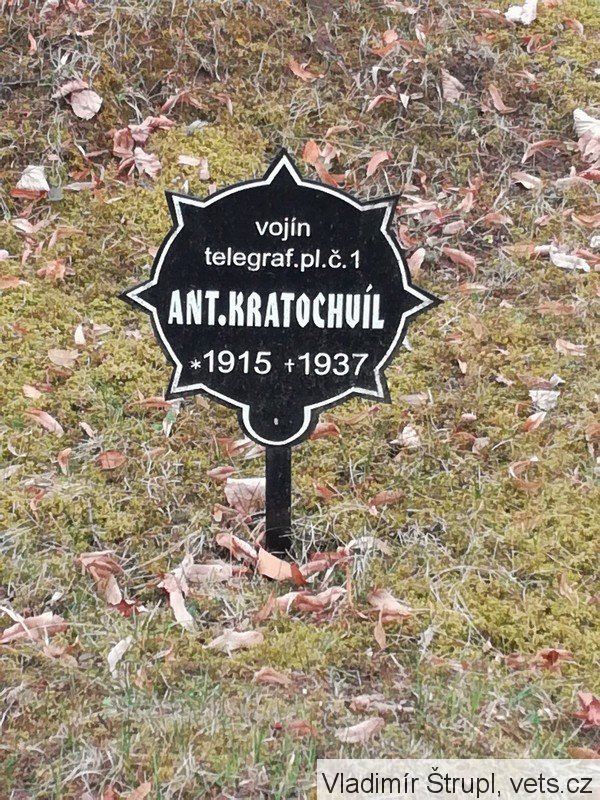 vojín
telegraf.pl.č.1
ANT.KRATOCHVÍL
*1915 †1937
Vladimír Štrupl, vets.cz